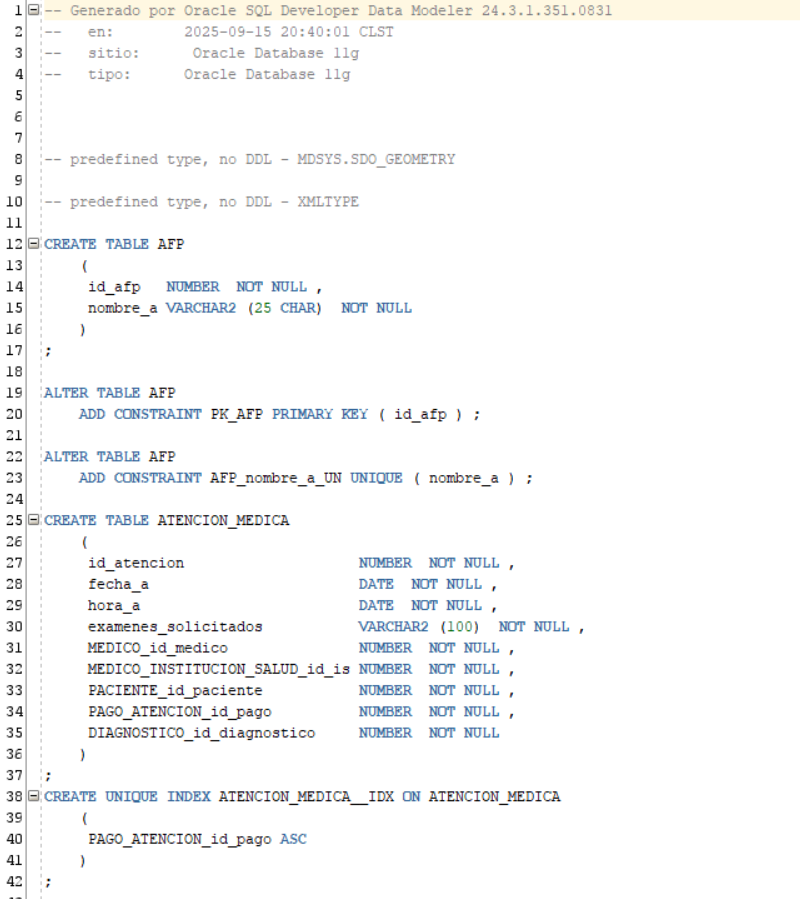 1 -- Generado por Oracle SQL Developer Data Modeler 24.3.1.351.0831
2 --   en:        2025-09-15 20:40:01 CLST
3 --   sitio:      Oracle Database 11g
4 --   tipo:      Oracle Database 11g
5
6
7
8 -- predefined type, no DDL - MDSYS.SDO_GEOMETRY
9
10 -- predefined type, no DDL - XMLTYPE
11
12 CREATE TABLE AFP
13     (
14      id_afp   NUMBER  NOT NULL ,
15      nombre_a VARCHAR2 (25 CHAR)  NOT NULL
16     )
17 ;
18
19 ALTER TABLE AFP
20     ADD CONSTRAINT PK_AFP PRIMARY KEY ( id_afp ) ;
21
22 ALTER TABLE AFP
23     ADD CONSTRAINT AFP_nombre_a_UN UNIQUE ( nombre_a ) ;
24
25 CREATE TABLE ATENCION_MEDICA
26     (
27      id_atencion                    NUMBER  NOT NULL ,
28      fecha_a                        DATE  NOT NULL ,
29      hora_a                         DATE  NOT NULL ,
30      examenes_solicitados           VARCHAR2 (100)  NOT NULL ,
31      MEDICO_id_medico               NUMBER  NOT NULL ,
32      MEDICO_INSTITUCION_SALUD_id_is NUMBER  NOT NULL ,
33      PACIENTE_id_paciente           NUMBER  NOT NULL ,
34      PAGO_ATENCION_id_pago          NUMBER  NOT NULL ,
35      DIAGNOSTICO_id_diagnostico     NUMBER  NOT NULL
36     )
37 ;
38 CREATE UNIQUE INDEX ATENCION_MEDICA__IDX ON ATENCION_MEDICA
39     (
40      PAGO_ATENCION_id_pago ASC
41     )
42 ;